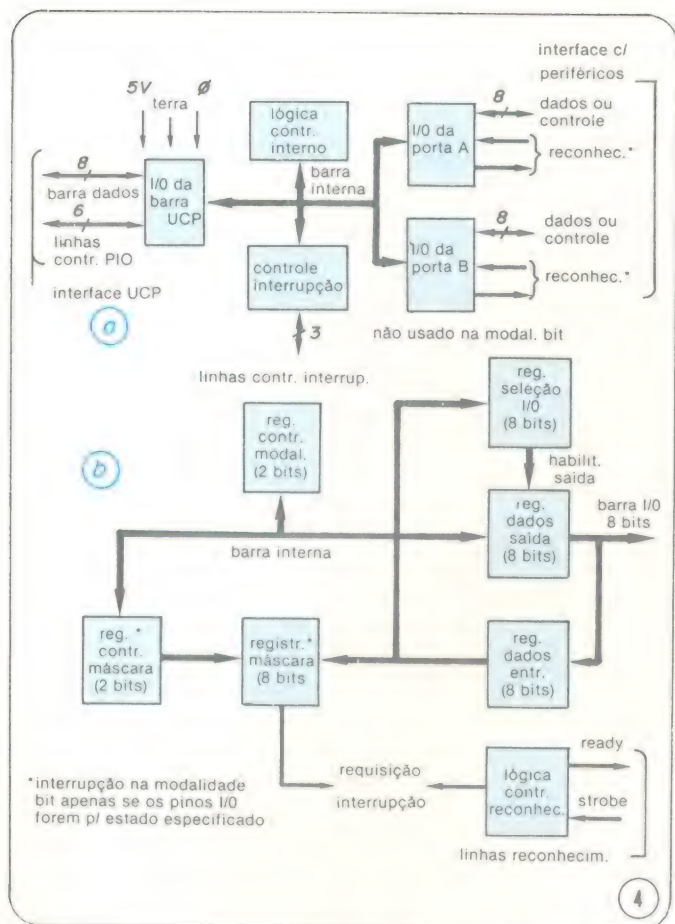 interface c/
periféricos
5V
terra
Ø
lógica
contr.
interno
8
barra dados
6
linhas
contr. PIO
interface UCP
I/0 da
barra
UCP
barra
interna
controle
interrupção
3
linhas contr. interrup.
I/0 da
porta A
8
dados ou
controle
reconhec.*
I/0 da
porta B
8
dados ou
controle
reconhec.*
não usado na modal. bit
a
b
reg.
contr.
modal.
(2 bits)
barra interna
reg.
seleção
I/0
(8 bits)
habilit.
saída
reg.
dados
saída
(8 bits)
barra I/0
8 bits
reg.*
contr.
máscara
(2 bits)
registr.*
máscara
(8 bits
reg.
dados
entr.
(8 bits)
requisição
interrupção
lógica
contr.
reconhec.
ready
strobe
linhas reconhecim.
*interrupção na modalidade
bit apenas se os pinos I/0
forem p/ estado especificado
4